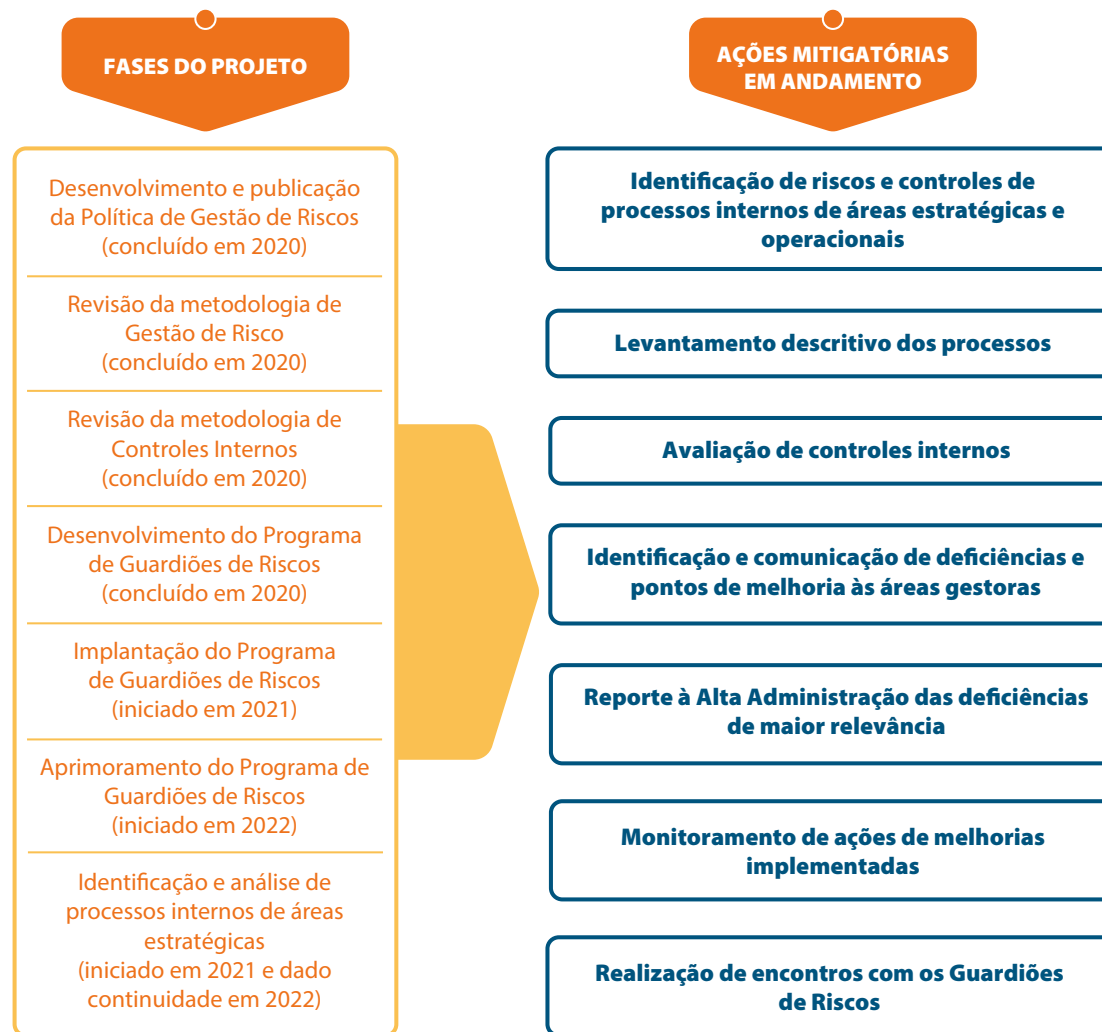 FASES DO PROJETO
Desenvolvimento e publicação
da Política de Gestão de Riscos
(concluído em 2020)
Revisão da metodologia de
Gestão de Risco
(concluído em 2020)
Revisão da metodologia de
Controles Internos
(concluído em 2020)
Desenvolvimento do Programa
de Guardiões de Riscos
(concluído em 2020)
Implantação do Programa
de Guardiões de Riscos
(iniciado em 2021)
Aprimoramento do Programa de
Guardiões de Riscos
(iniciado em 2022)
Identificação e análise de
processos internos de áreas
estratégicas
(iniciado em 2021 e dado
continuidade em 2022)
AÇÕES MITIGATÓRIAS
EM ANDAMENTO
Identificação de riscos e controles de
processos internos de áreas estratégicas e
operacionais
Levantamento descritivo dos processos
Avaliação de controles internos
Identificação e comunicação de deficiências e
pontos de melhoria às áreas gestoras
Reporte à Alta Administração das deficiências
de maior relevância
Monitoramento de ações de melhorias
implementadas
Realização de encontros com os Guardiões
de Riscos